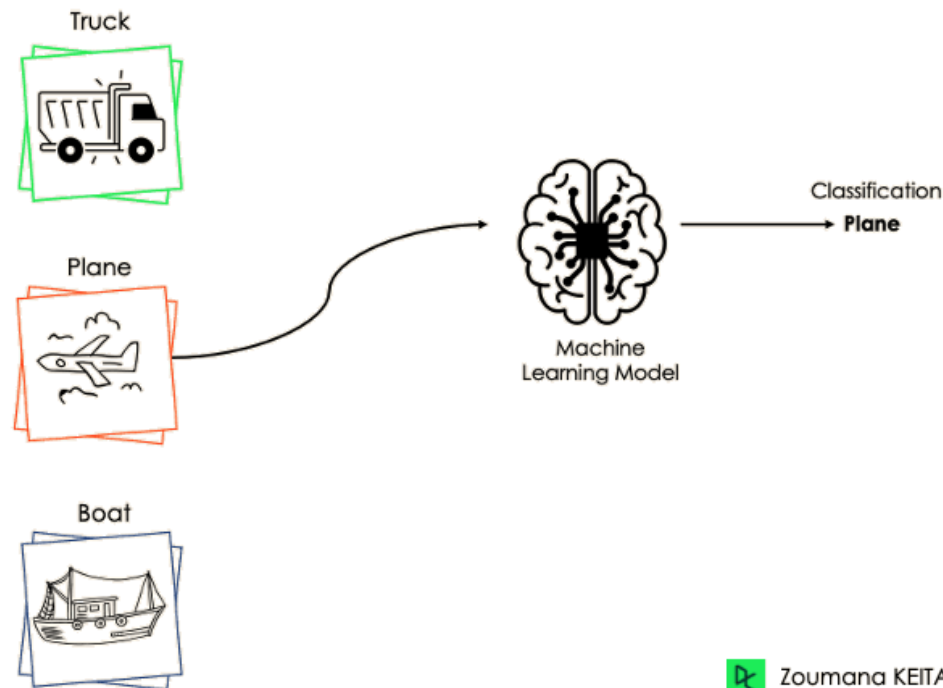 Truck
Plane
Boat
Machine
Learning Model
Classification
Plane
Zoumana KEITA